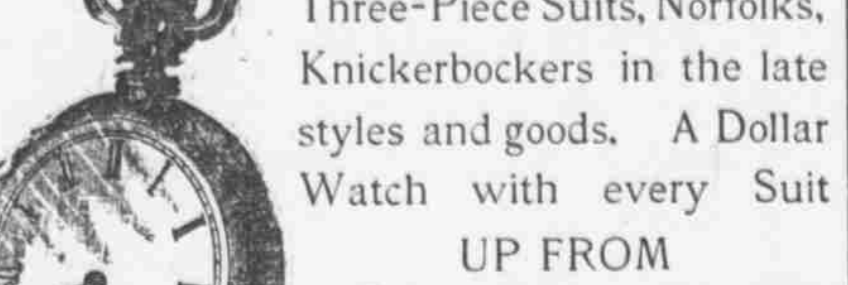 Three-Piece Suits, Norfolks,
Knickerbockers in the late
styles and goods. A Dollar
Watch with every Suit
UP FROM